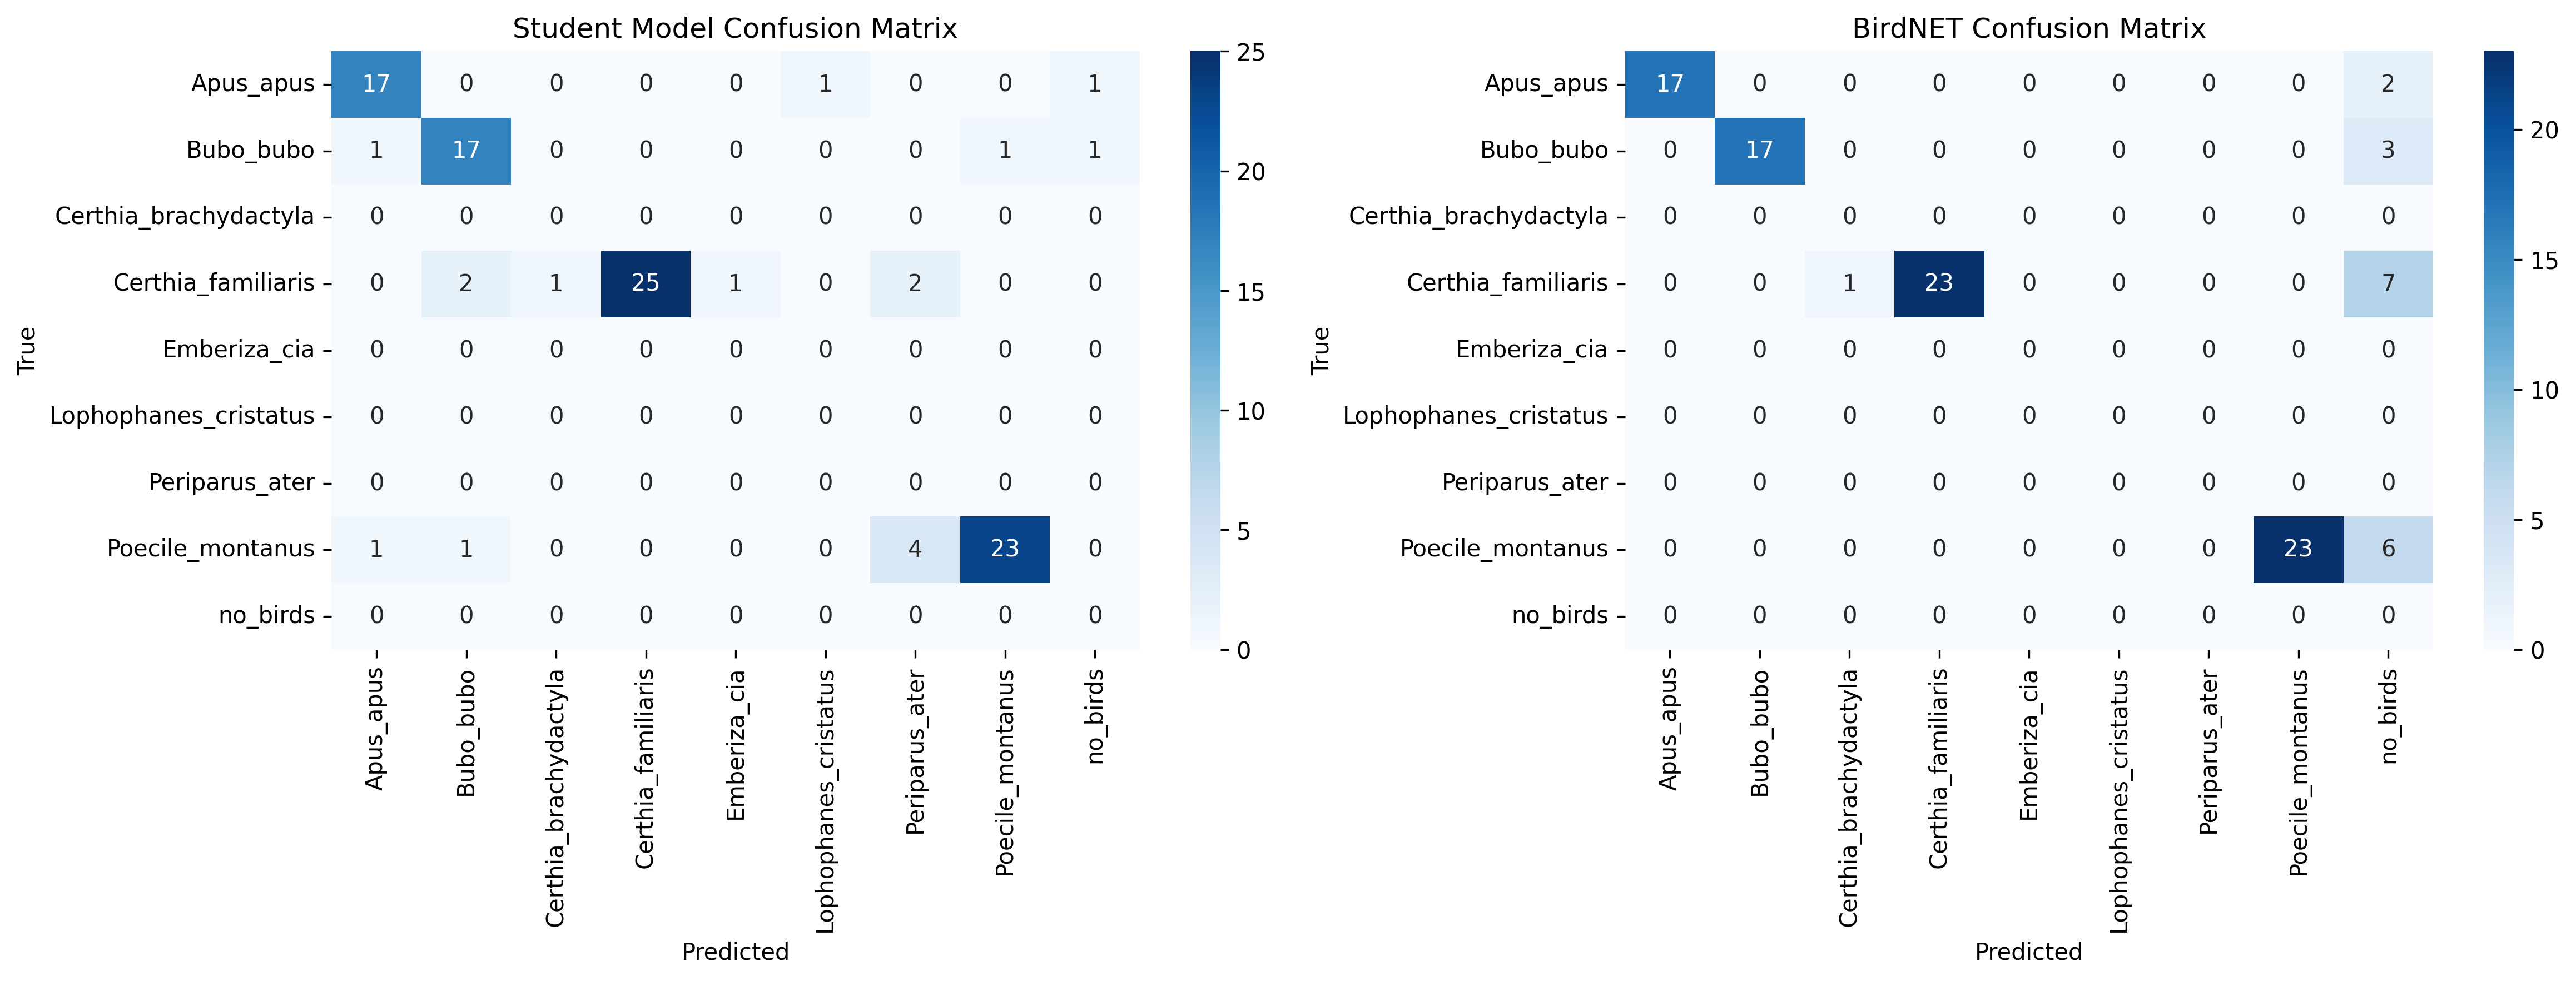 Student Model Confusion Matrix
Apus_apus 17 0 0 0 0 1 0 0 1
Bubo_bubo 1 17 0 0 0 0 0 1 1
Certhia_brachydactyla 0 0 0 0 0 0 0 0 0
Certhia_familiaris 0 2 1 25 1 0 2 0 0
Emberiza_cia 0 0 0 0 0 0 0 0 0
Lophophanes_cristatus 0 0 0 0 0 0 0 0 0
Periparus_ater 0 0 0 0 0 0 0 0 0
Poecile_montanus 1 1 0 0 0 0 4 23 0
no_birds 0 0 0 0 0 0 0 0 0
True
Apus_apus
Bubo_bubo
Certhia_brachydactyla
Certhia_familiaris
Emberiza_cia
Lophophanes_cristatus
Periparus_ater
Poecile_montanus
no_birds
Predicted
25
20
15
10
5
0
BirdNET Confusion Matrix
Apus_apus 17 0 0 0 0 0 0 0 2
Bubo_bubo 0 17 0 0 0 0 0 0 3
Certhia_brachydactyla 0 0 0 0 0 0 0 0 0
Certhia_familiaris 0 0 1 23 0 0 0 0 7
Emberiza_cia 0 0 0 0 0 0 0 0 0
Lophophanes_cristatus 0 0 0 0 0 0 0 0 0
Periparus_ater 0 0 0 0 0 0 0 0 0
Poecile_montanus 0 0 0 0 0 0 0 23 6
no_birds 0 0 0 0 0 0 0 0 0
True
Apus_apus
Bubo_bubo
Certhia_brachydactyla
Certhia_familiaris
Emberiza_cia
Lophophanes_cristatus
Periparus_ater
Poecile_montanus
no_birds
Predicted
20
15
10
5
0